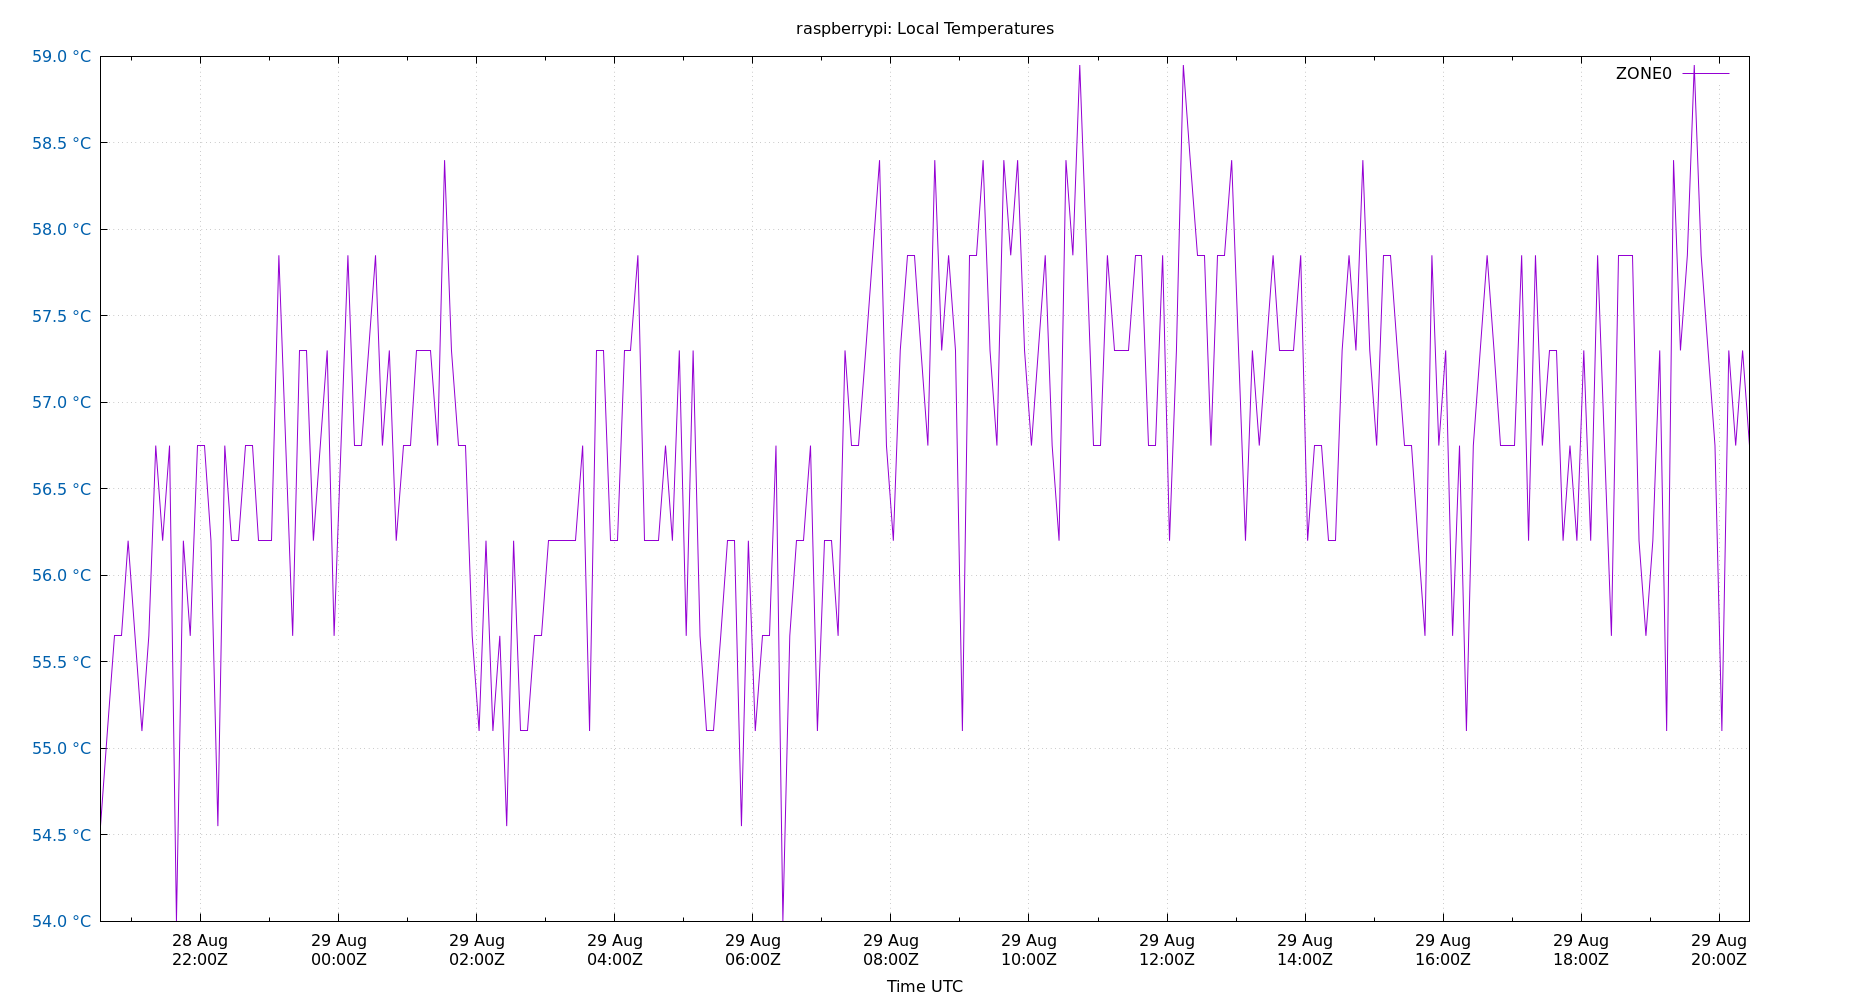 raspberrypi: Local Temperatures
59.0 °C
ZONE0
58.5 °C
58.0 °C
57.5 °C
57.0 °C
56.5 °C
56.0 °C
55.5 °C
55.0 °C
54.5 °C
54.0 °C
28 Aug 29 Aug 29 Aug 29 Aug 29 Aug 29 Aug 29 Aug 29 Aug 29 Aug 29 Aug 29 Aug 29 Aug
22:00Z 00:00Z 02:00Z 04:00Z 06:00Z 08:00Z 10:00Z 12:00Z 14:00Z 16:00Z 18:00Z 20:00Z
Time UTC